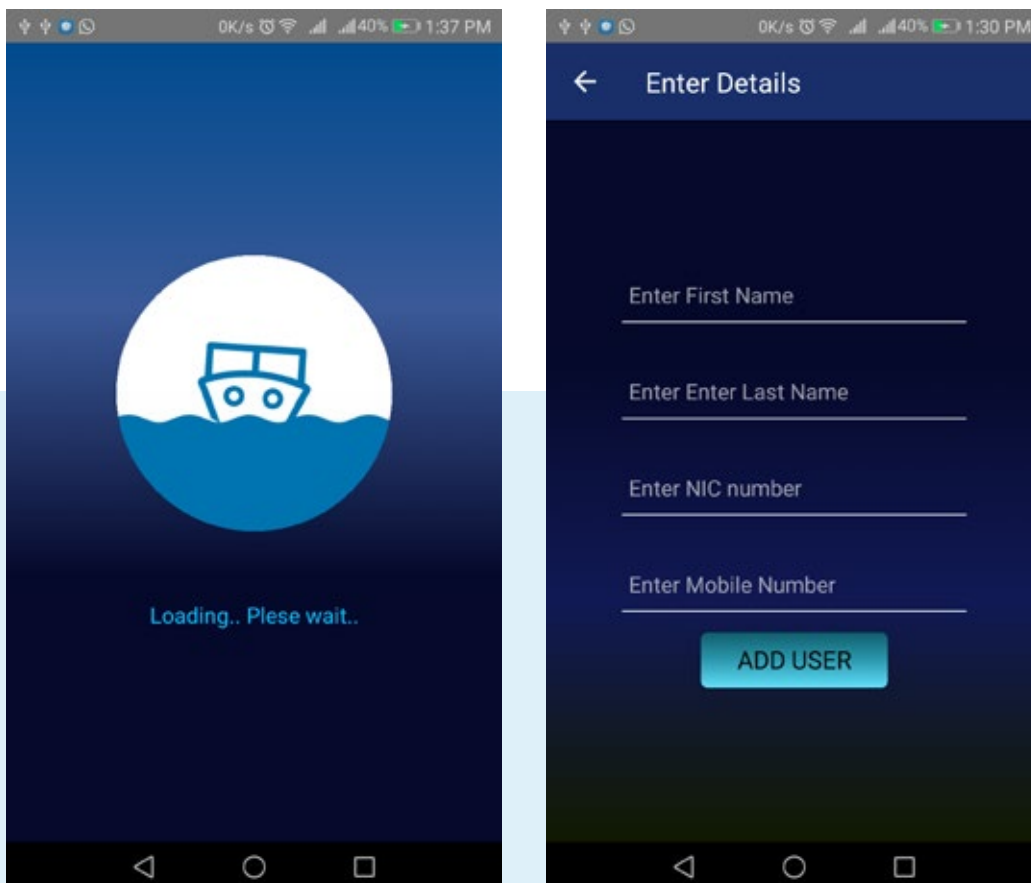 0K/s 40% 1:37 PM
Loading.. Plese wait..
0K/s 40% 1:30 PM
Enter Details
Enter First Name
Enter Enter Last Name
Enter NIC number
Enter Mobile Number
ADD USER